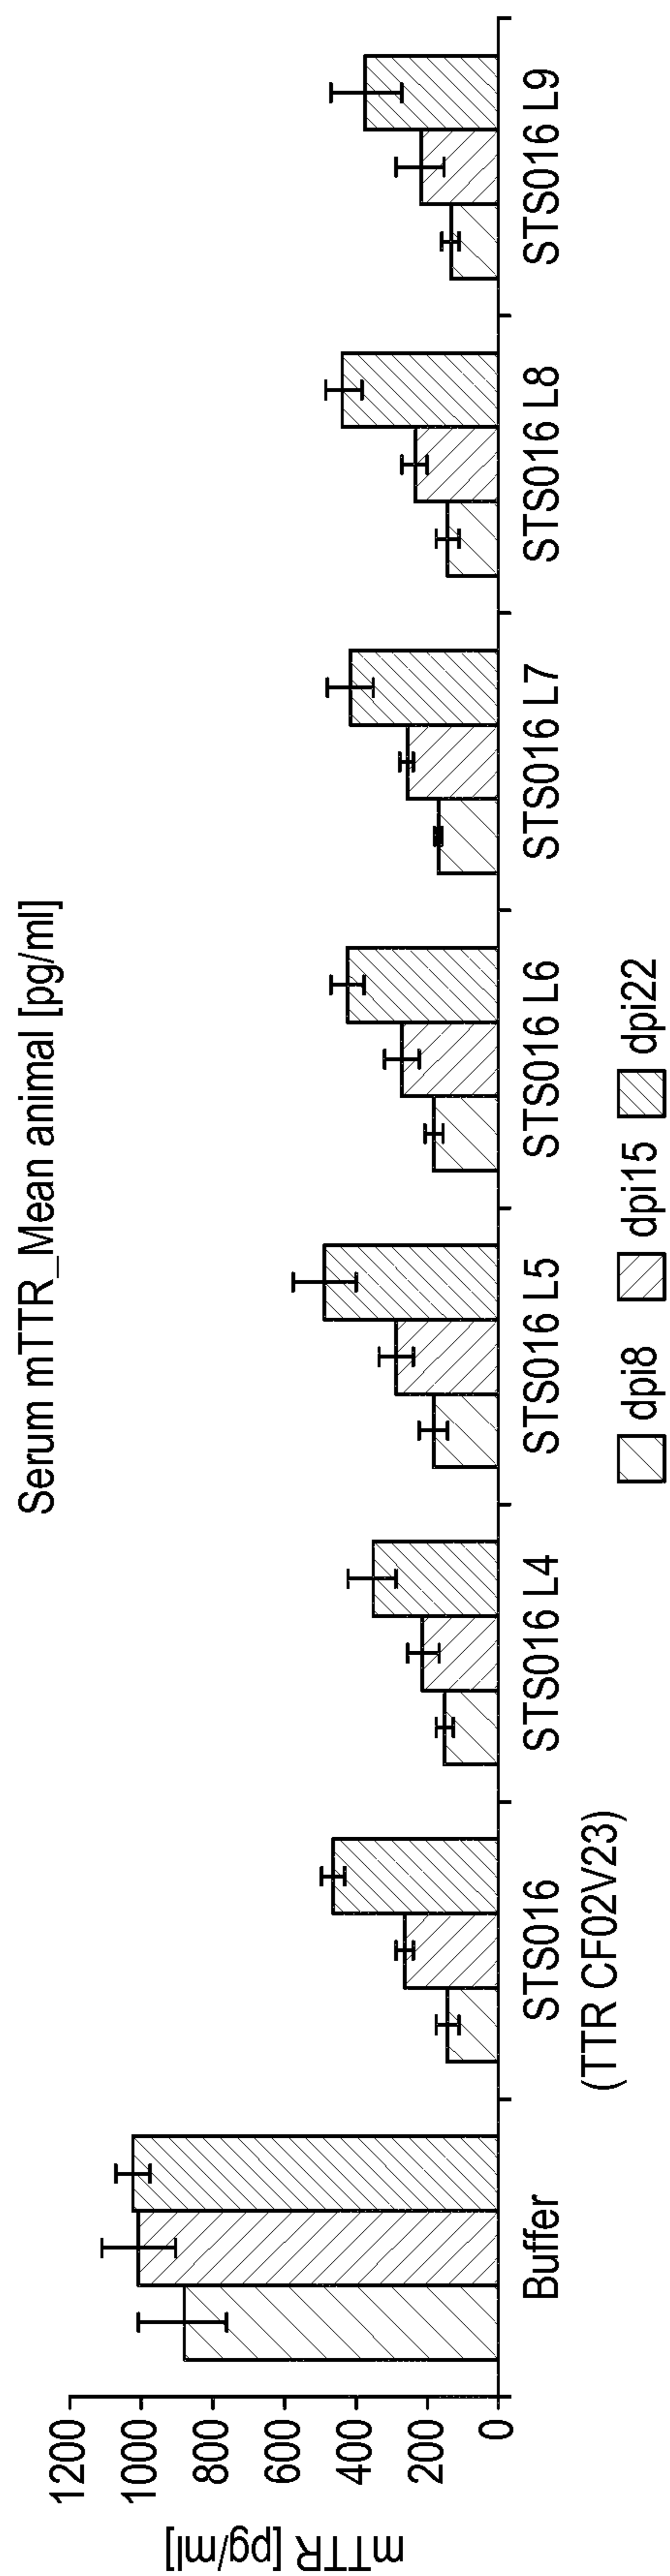 Serum mTTR_Mean animal [pg/ml]
mTTR [pg/ml]
1200
1000
800
600
400
200
0
Buffer
STS016
(TTR CF02V23)
STS016 L4
STS016 L5
STS016 L6
STS016 L7
STS016 L8
STS016 L9
dpi8
dpi15
dpi22